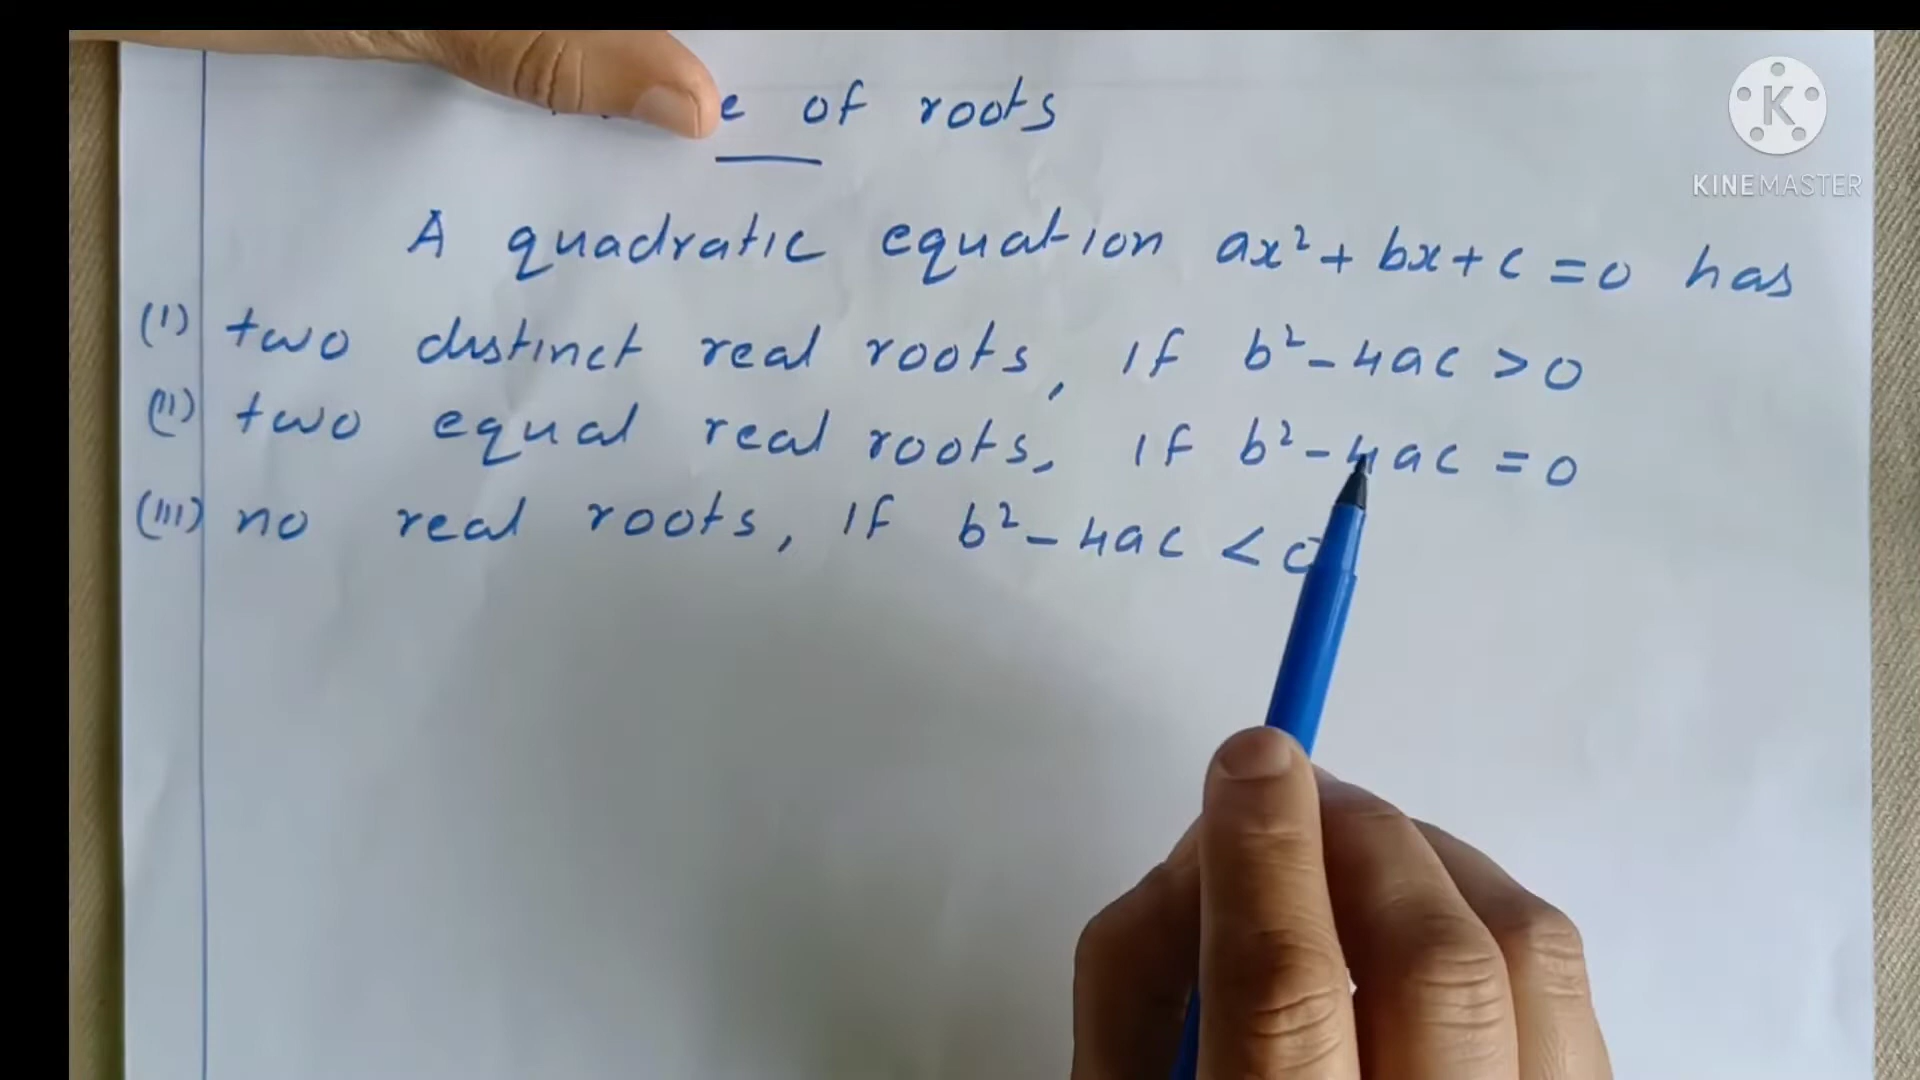 of roots
KINEMASTER
A quadratic equation ax² + bx + c = 0 has
(i) two distinct real roots, if b² - 4ac > 0
(ii) two equal real roots, if b² - 4ac = 0
(iii) no real roots, if b² - 4ac < 0